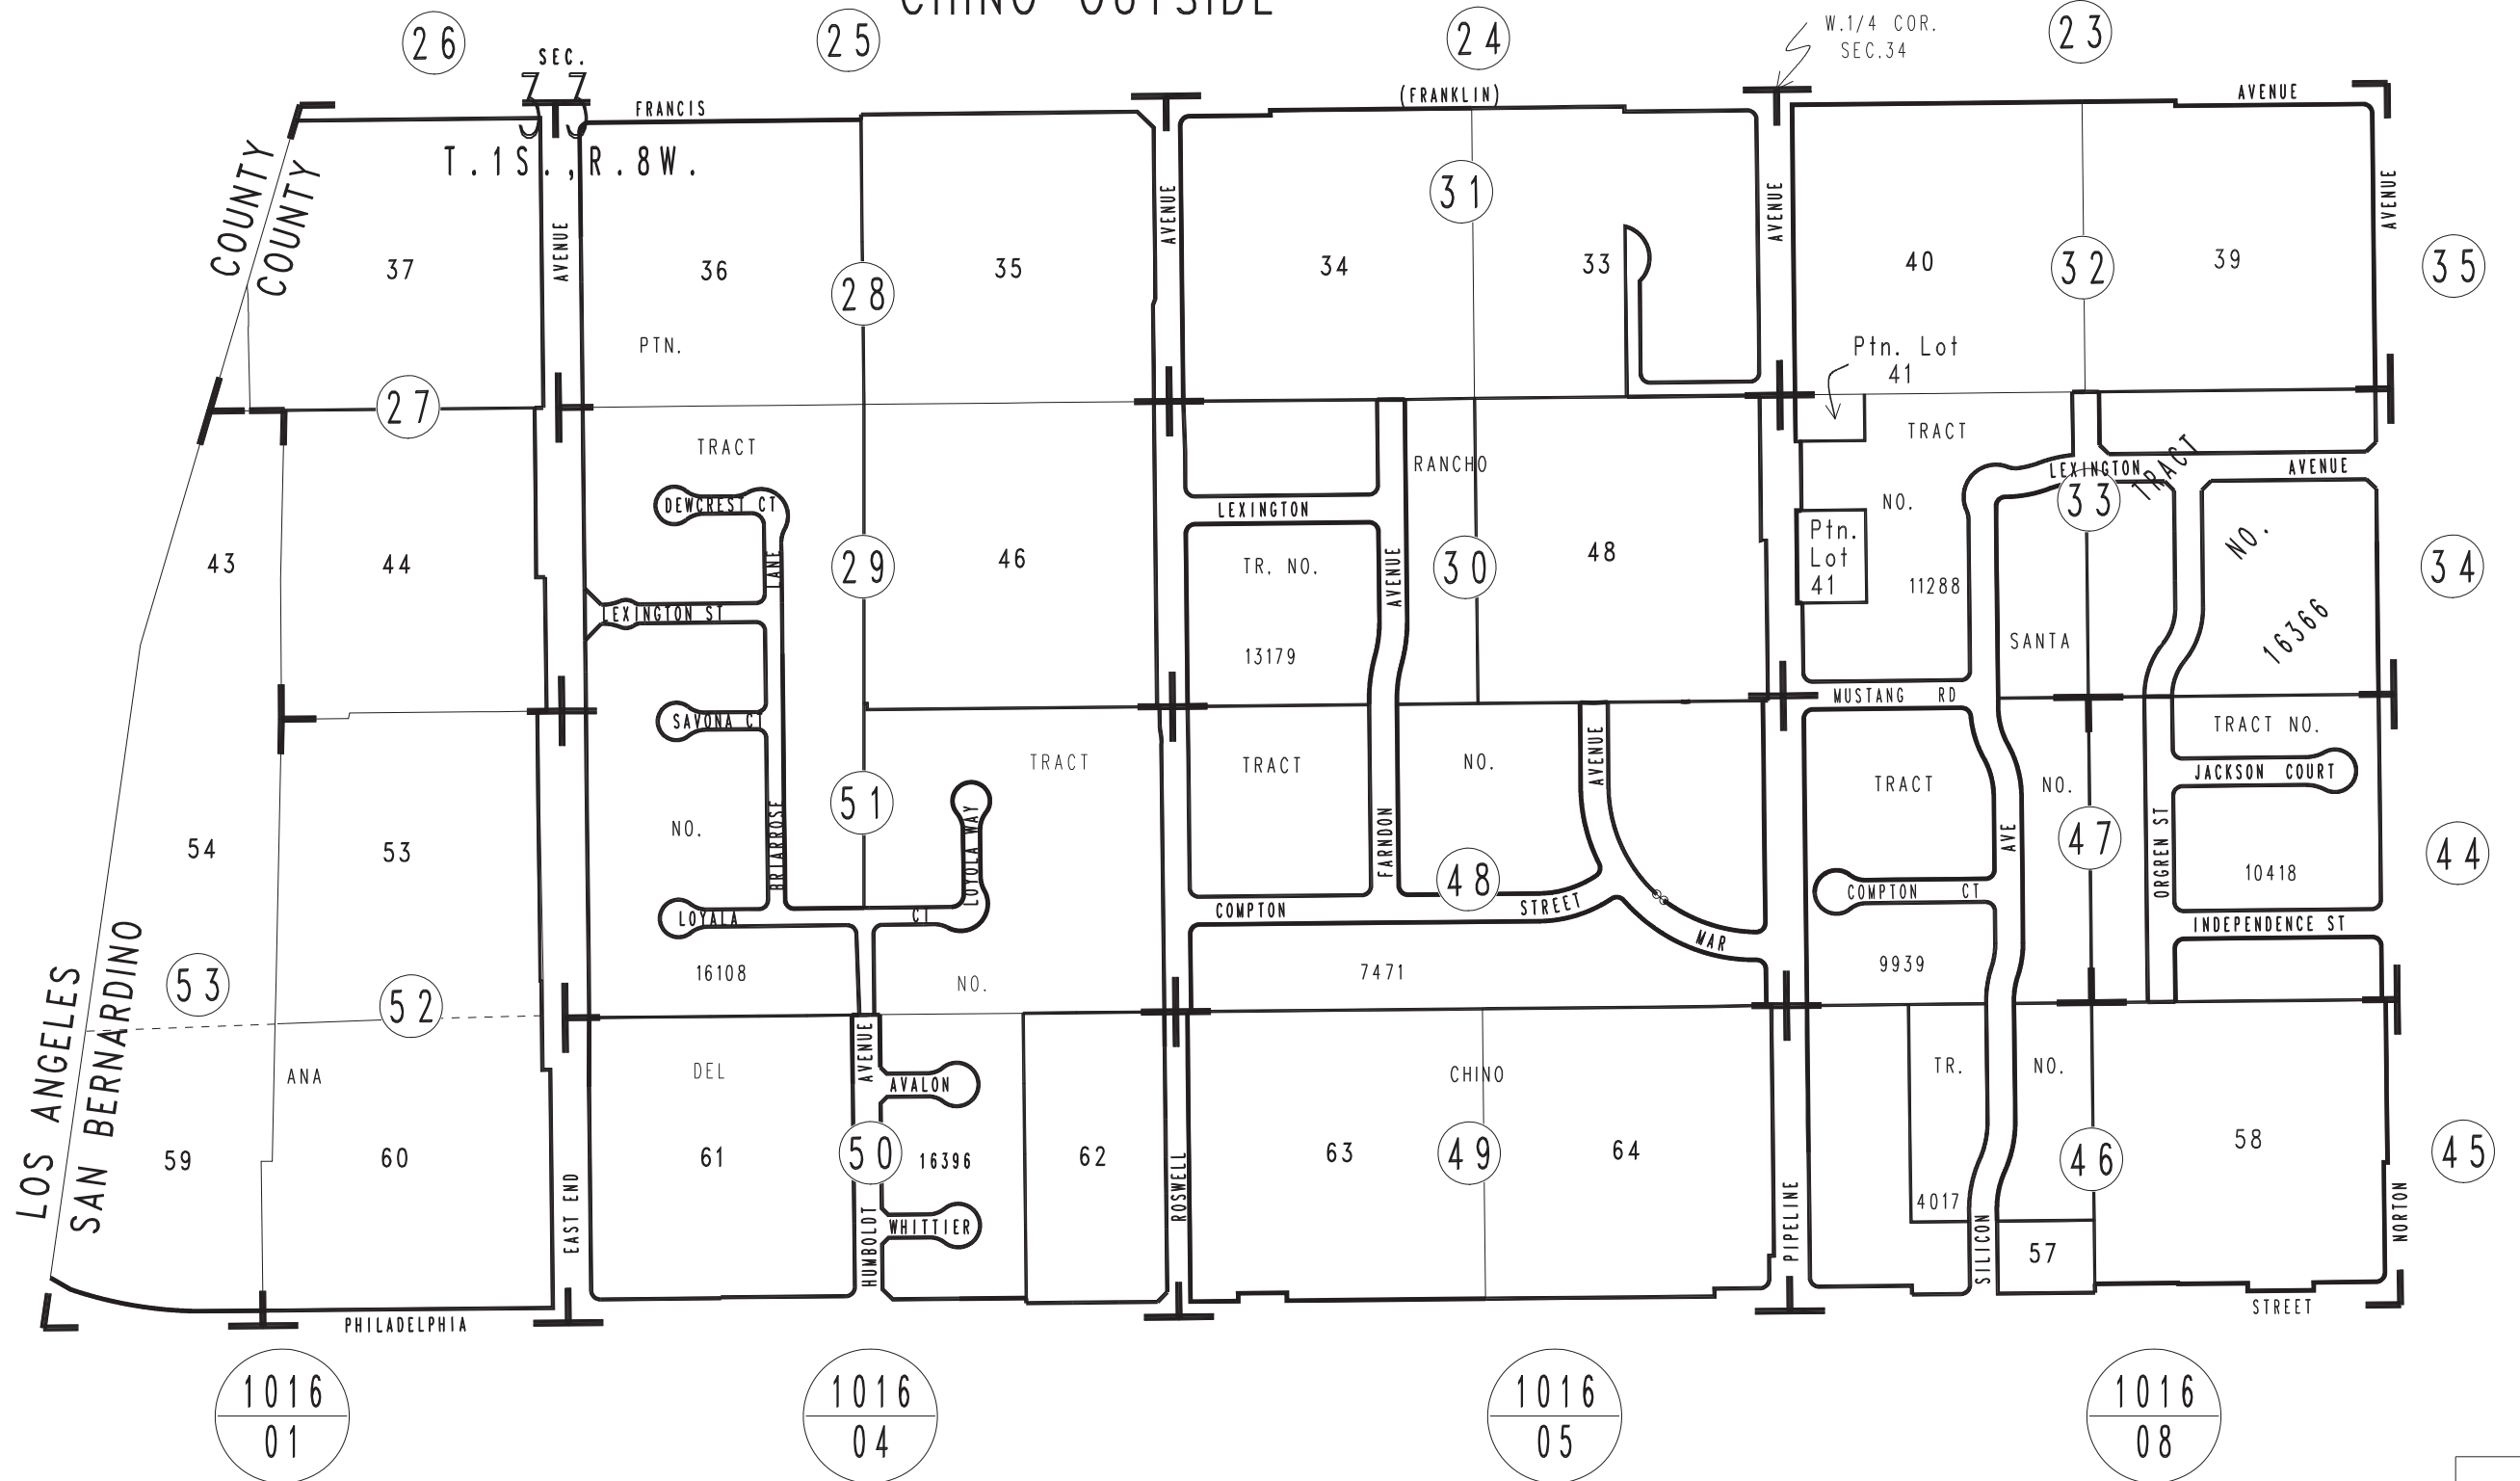 CHINO OUTSIDE
26
25
24
23
SEC.
W.1/4 COR.
SEC.34
FRANCIS
(FRANKLIN)
AVENUE
T.1S.,R.8W.
COUNTY
COUNTY
AVENUE
AVENUE
AVENUE
AVENUE
31
37
36
28
35
34
33
40
32
39
35
PTN.
Ptn. Lot
41
27
TRACT
RANCHO
TRACT
LEXINGTON
AVENUE
TRACT
DEWCREST CT
LEXINGTON
NO.
33
NO.
Ptn.
Lot
41
43
44
LANE
29
46
TR. NO.
AVENUE
30
48
11288
34
LEXINGTON ST
13179
SANTA
16366
MUSTANG RD
SAVONA CT
TRACT NO.
TRACT
TRACT
NO.
AVENUE
TRACT
NO.
JACKSON COURT
NO.
BRIARROSE
51
LOYOLA WAY
FARNDON
AVE
47
ORGREN ST
54
53
48
44
10418
COMPTON CT
LOYALA
CT
COMPTON
STREET
MAR
INDEPENDENCE ST
16108
NO.
7471
9939
53
52
LOS ANGELES
SAN BERNARDINO
ANA
DEL
AVENUE
AVALON
CHINO
TR.
NO.
59
60
61
50
16396
62
63
49
64
46
58
45
EAST END
HUMBOLOT
WHITTIER
ROSWELL
PIPELINE
4017
SILICON
57
NORTON
PHILADELPHIA
STREET
1016
01
1016
04
1016
05
1016
08